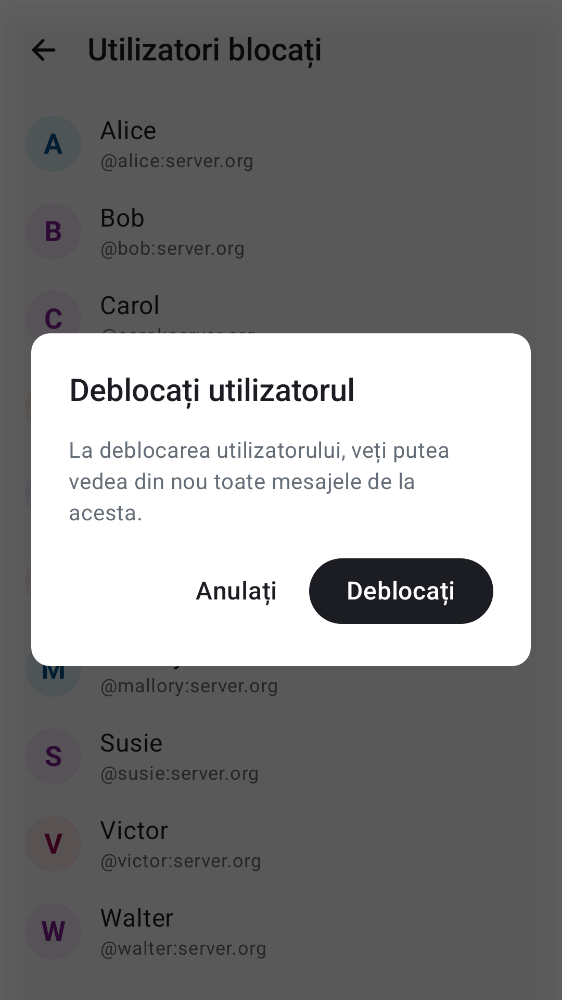 Utilizatori blocați
A
Alice
@alice:server.org
B
Bob
@bob:server.org
C
Carol
Deblocați utilizatorul
La deblocarea utilizatorului, veți putea
vedea din nou toate mesajele de la
acesta.
Anulați
Deblocați
M
@mallory:server.org
S
Susie
@susie:server.org
V
Victor
@victor:server.org
W
Walter
@walter:server.org